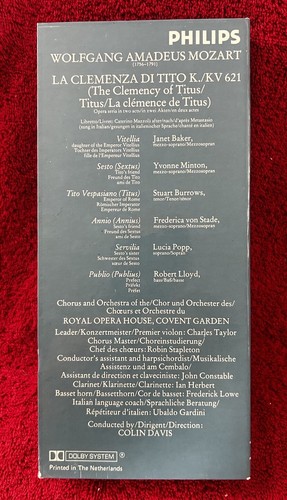 PHILIPS
WOLFGANG AMADEUS MOZART
(1756-1791)
LA CLEMENZA DI TITO K./KV 621
(The Clemency of Titus/
Titus/La clémence de Titus)
Opera seria in two acts/in zwei Akten/en deux actes
Libretto/Livret: Caterino Mazzolà after/nach/d'après Metastasio
(sung in Italian/gesungen in italienischer Sprache/chanté en italien)
Vitellia Janet Baker,
daughter of the Emperor Vitellius mezzo-soprano/Mezzosopran
Tochter des Imperators Vitellius
fille de l'Empereur Vitellius
Sesto (Sextus) Yvonne Minton,
Tito's friend mezzo-soprano/Mezzosopran
Freund des Tito
ami de Tito
Tito Vespasiano (Titus) Stuart Burrows,
Emperor of Rome tenor/Tenor/ténor
Römischer Imperator
Empereur de Rome
Annio (Annius) Frederica von Stade,
Sesto's friend mezzo-soprano/Mezzosopran
Freund des Sextus
ami de Sesto
Servilia Lucia Popp,
Sesto's sister soprano/Sopran
Schwester des Sextus
sœur de Sesto
Publio (Publius) Robert Lloyd,
Prefect bass/Baß/basse
Präfekt
Préfet
Chorus and Orchestra of the/Chor und Orchester des/
Chœurs et Orchestre du
ROYAL OPERA HOUSE, COVENT GARDEN
Leader/Konzertmeister/Premier violon: Charles Taylor
Chorus Master/Choreinstudierung/
Chef des chœurs: Robin Stapleton
Conductor's assistant and harpsichordist/Musikalische
Assistenz und am Cembalo/
Assistant de direction et claveciniste: John Constable
Clarinet/Klarinette/Clarinette: Ian Herbert
Basset horn/Bassetthorn/Cor de basset: Frederick Lowe
Italian language coach/Sprachliche Beratung/
Répétiteur d'italien: Ubaldo Gardini
Conducted by/Dirigent/Direction:
COLIN DAVIS
DOLBY SYSTEM ®
Printed in The Netherlands